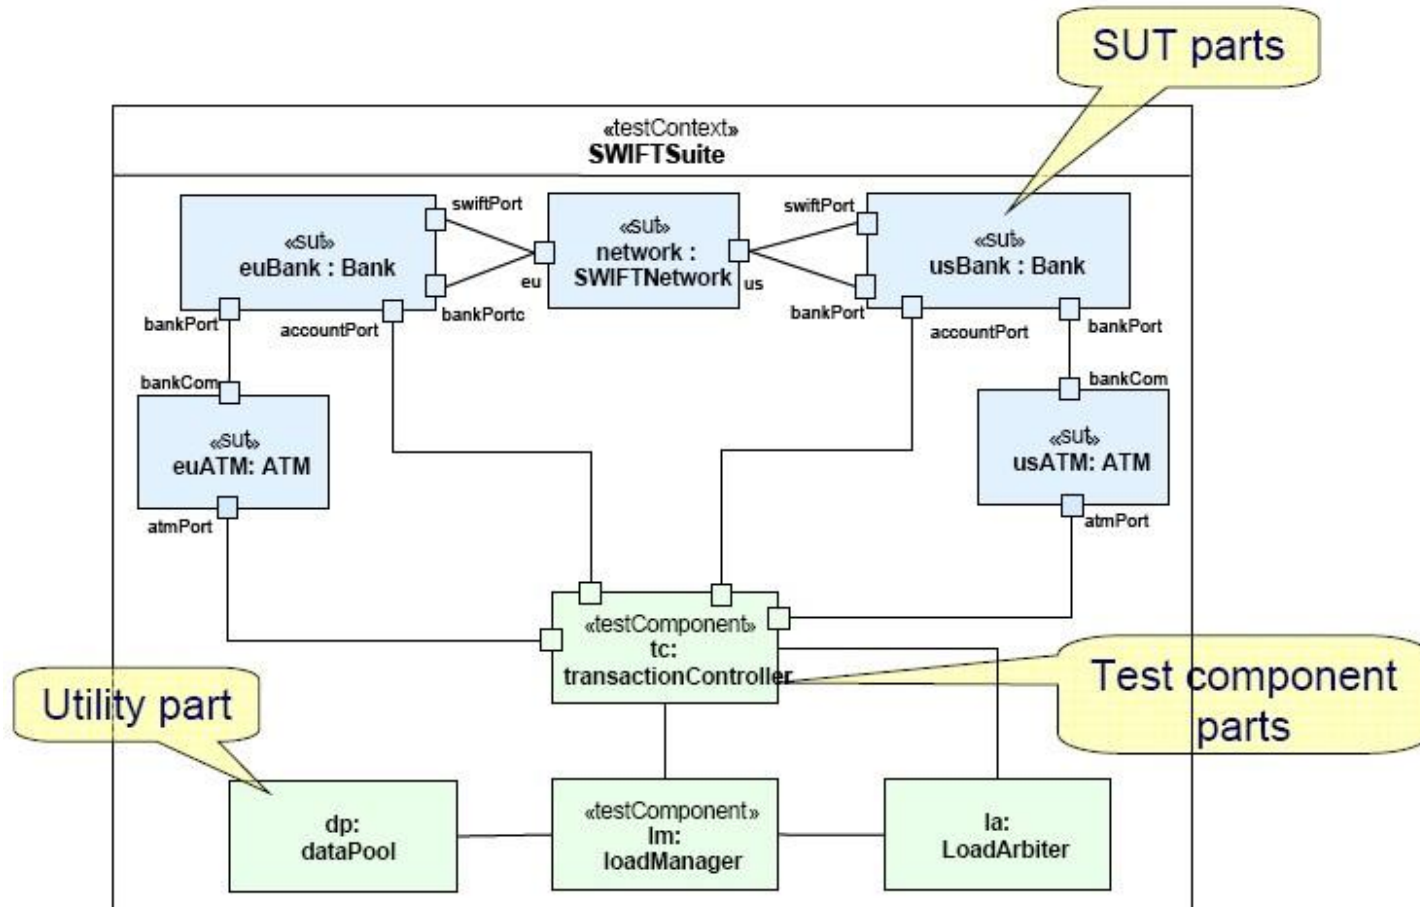 SUT parts
«testContext»
SWIFTSuite
swiftPort
swiftPort
«sut»
euBank : Bank
«sut»
network :
SWIFTNetwork
«sut»
usBank : Bank
eu
us
bankPort
accountPort
bankPortc
bankPort
accountPort
bankPort
bankCom
bankCom
«sut»
euATM: ATM
«sut»
usATM: ATM
atmPort
atmPort
«testComponent»
tc:
transactionController
Test component
parts
Utility part
dp:
dataPool
«testComponent»
lm:
loadManager
la:
LoadArbiter